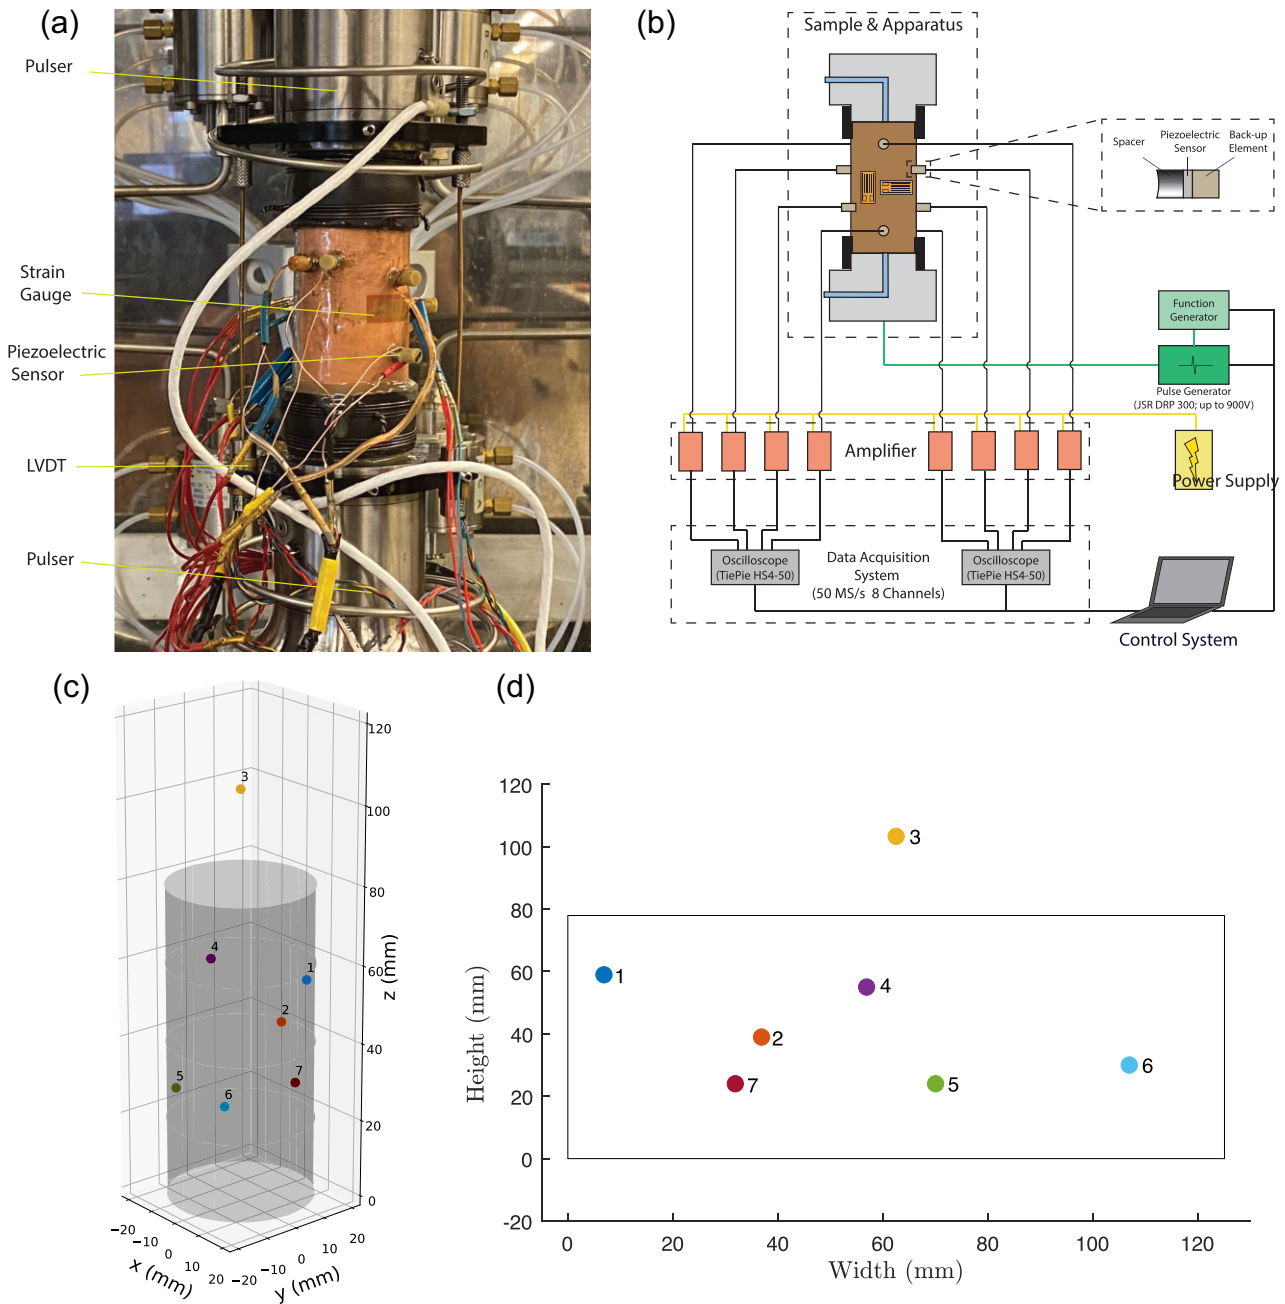 (a)
Pulser
Strain
Gauge
Piezoelectric
Sensor
LVDT
Pulser
(b)
Sample & Apparatus
Spacer
Piezoelectric
Sensor
Back-up
Element
Function
Generator
Pulse Generator
(JSR DRP 300; up to 900V)
Amplifier
Power Supply
Oscilloscope
(TiePie HS4-50)
Data Acquisition
System
(50 MS/s 8 Channels)
Oscilloscope
(TiePie HS4-50)
Control System
(c)
3
4
1
2
5
6
7
120
100
80
60
40
20
0
z (mm)
−20
−10
0
10
20
x (mm)
−20
−10
0
10
20
y (mm)
(d)
120
100
80
60
40
20
0
-20
Height (mm)
3
1
4
2
7
5
6
0
20
40
60
80
100
120
Width (mm)